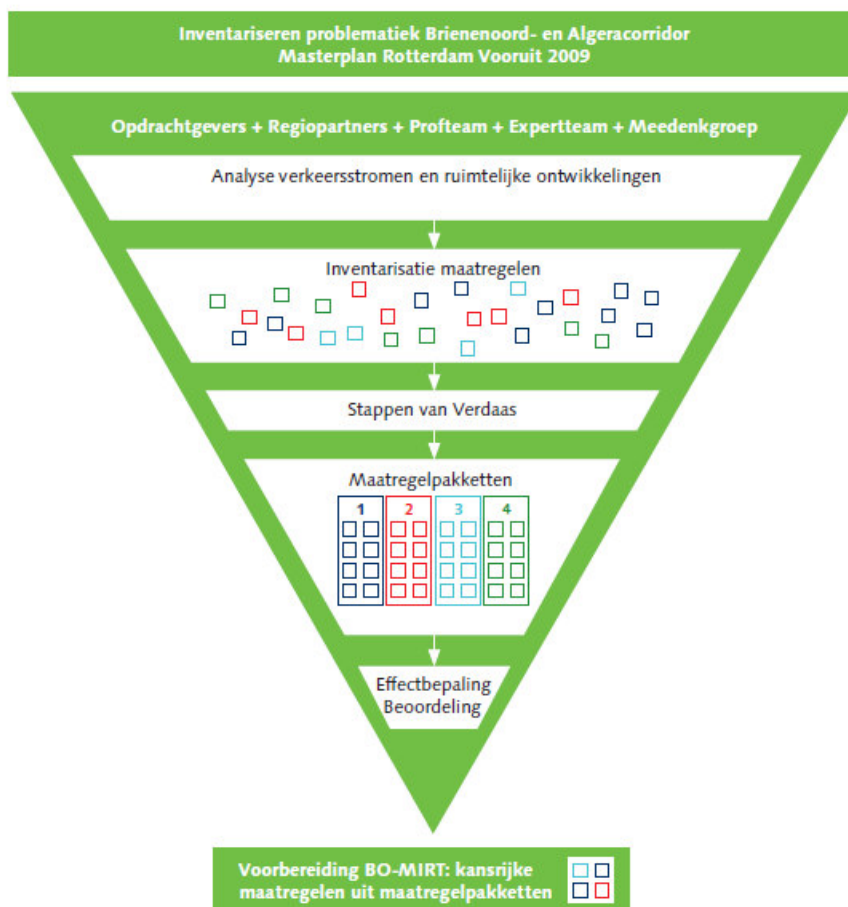 Inventariseren problematiek Brienenoord- en Algeracorridor
Masterplan Rotterdam Vooruit 2009
Opdrachtgevers + Regiopartners + Profteam + Expertteam + Meedenkgroep
Analyse verkeersstromen en ruimtelijke ontwikkelingen
Inventarisatie maatregelen
Stappen van Verdaas
Maatregelpakketten
1 2 3 4
Effectbepaling
Beoordeling
Voorbereiding BO-MIRT: kansrijke
maatregelen uit maatregelpakketten